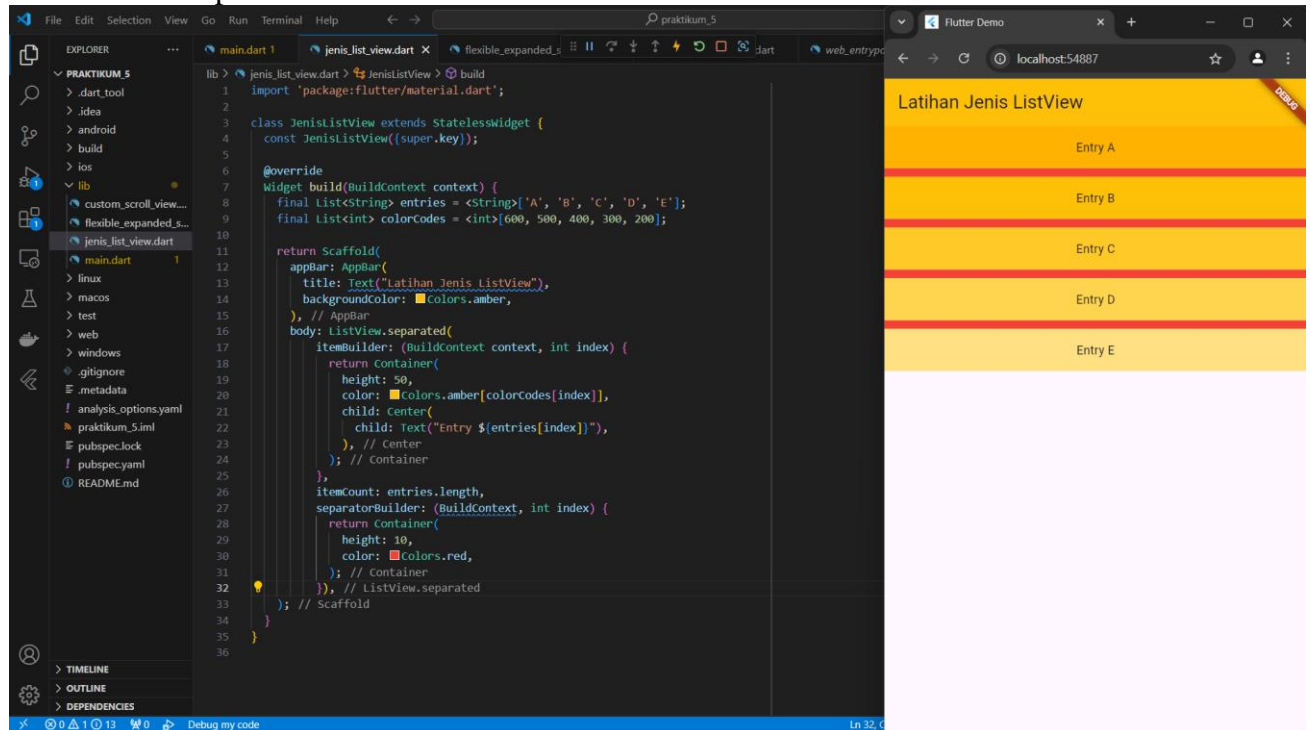 File Edit Selection View Go Run Terminal Help praktikum_5
EXPLORER
main.dart 1
jenis_list_view.dart
flexible_expanded_s
dart
web_entrypo
PRAKTIKUM_5
.dart_tool
.idea
android
build
ios
lib
custom_scroll_view....
flexible_expanded_s...
jenis_list_view.dart
main.dart 1
linux
macos
test
web
windows
.gitignore
.metadata
analysis_options.yaml
praktikum_5.iml
pubspec.lock
pubspec.yaml
README.md
TIMELINE
OUTLINE
DEPENDENCIES
1
1
lib > jenis_list_view.dart > JenisListView > build
1 import 'package:flutter/material.dart';
2
3 class JenisListView extends StatelessWidget {
4 const JenisListView({super.key});
5
6 @override
7 Widget build(BuildContext context) {
8 final List<String> entries = <String>['A', 'B', 'C', 'D', 'E'];
9 final List<int> colorCodes = <int>[600, 500, 400, 300, 200];
10
11 return Scaffold(
12 appBar: AppBar(
13 title: Text("Latihan Jenis ListView"),
14 backgroundColor: Colors.amber,
15 ), // AppBar
16 body: ListView.separated(
17 itemBuilder: (BuildContext context, int index) {
18 return Container(
19 height: 50,
20 color: Colors.amber[colorCodes[index]],
21 child: Center(
22 child: Text("Entry ${entries[index]}"),
23 ), // Center
24 ); // Container
25 },
26 itemCount: entries.length,
27 separatorBuilder: (BuildContext, int index) {
28 return Container(
29 height: 10,
30 color: Colors.red,
31 ); // Container
32 }), // ListView.separated
33 ); // Scaffold
34 }
35 }
36
0 1 13 0 Debug my code Ln 32, C
Flutter Demo
localhost:54887
Latihan Jenis ListView
DEBUG
Entry A
Entry B
Entry C
Entry D
Entry E